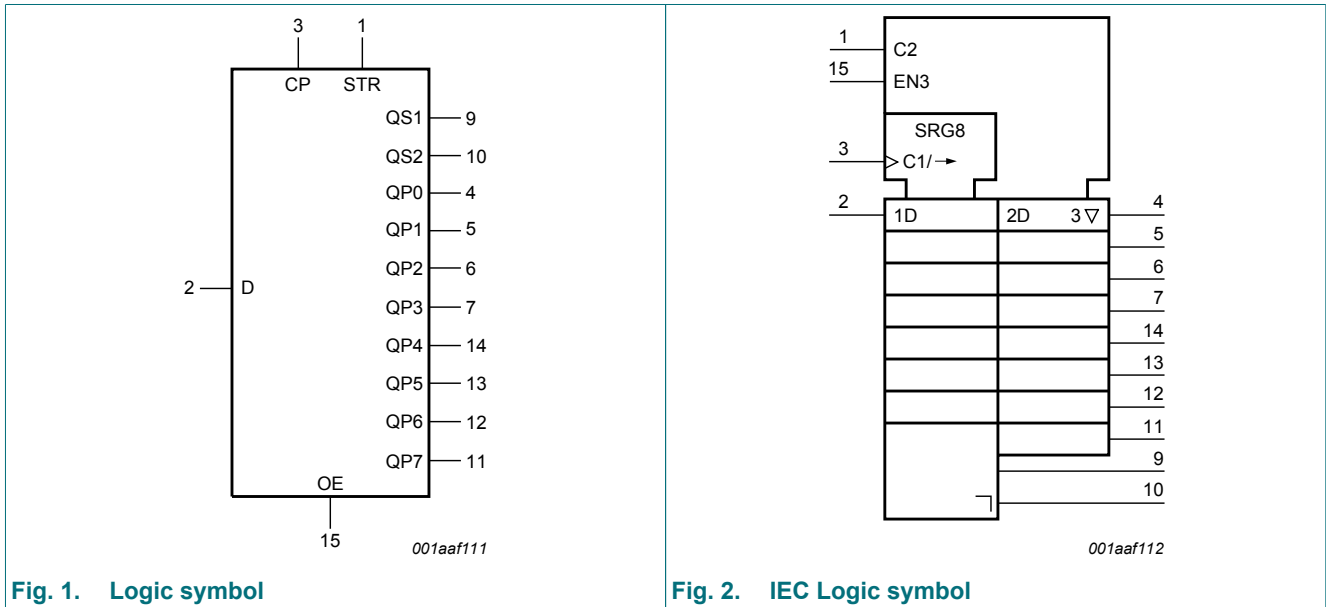 3 1
CP STR
QS1 9
QS2 10
QP0 4
QP1 5
QP2 6
2 D
QP3 7
QP4 14
QP5 13
QP6 12
QP7 11
OE
15
001aaf111
Fig. 1. Logic symbol
1 C2
15 EN3
SRG8
3 C1/→
2 1D 2D 3▽ 4
5
6
7
14
13
12
11
9
10
001aaf112
Fig. 2. IEC Logic symbol